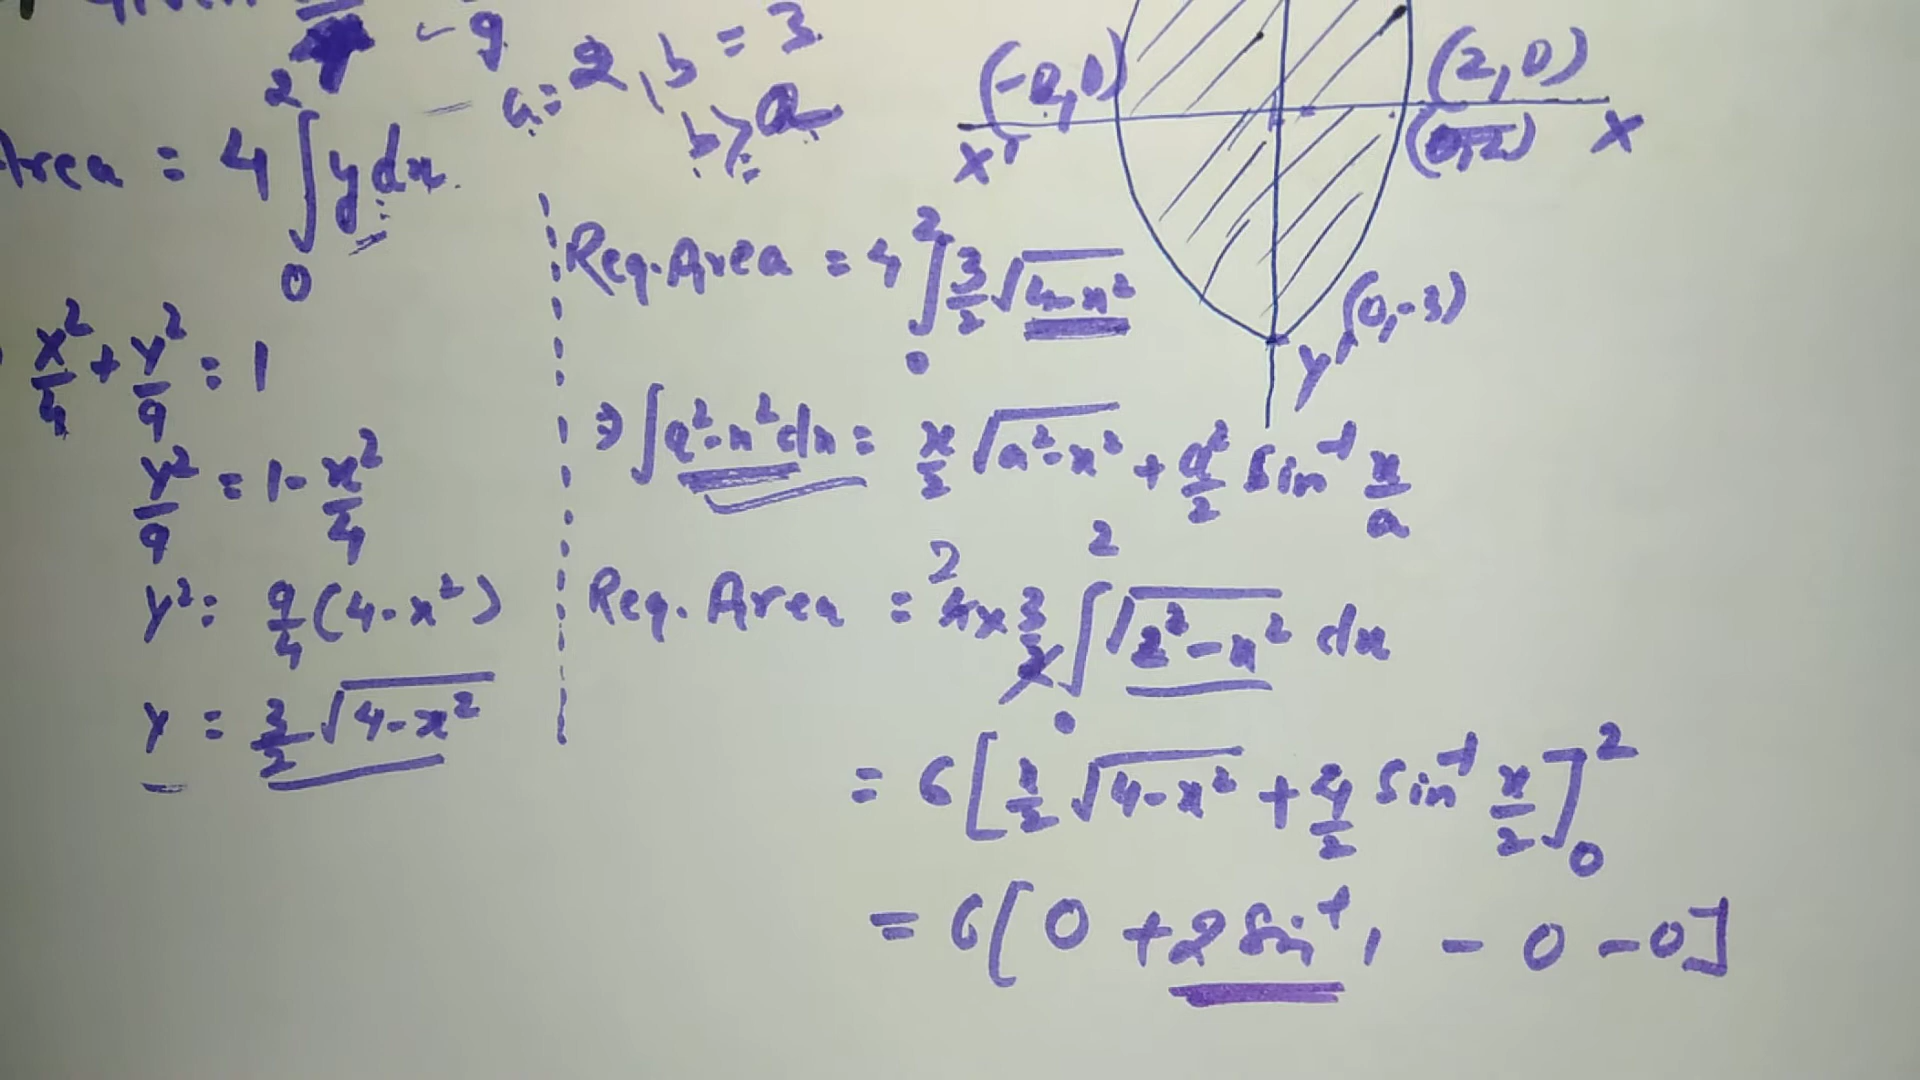 9
a = 2, b = 3
b > a
Area = 4 ∫₀² y dx
x²/4 + y²/9 = 1
y²/9 = 1 - x²/4
y² = 9/4 (4 - x²)
y = 3/2 √(4 - x²)
(2, 0)
X' X
(0, -3)
Y'
Req. Area = 4 ∫₀² 3/2 √(4 - x²)
⇒ ∫ a² - x² dx = x/2 √(a² - x²) + a²/2 Sin⁻¹ x/a
Req. Area = 4 x 3/2 ∫₀² √(2² - x²) dx
= 6 [x/2 √(4 - x²) + 4/2 Sin⁻¹ x/2]₀²
= 6 [0 + 2 Sin⁻¹ 1 - 0 - 0]